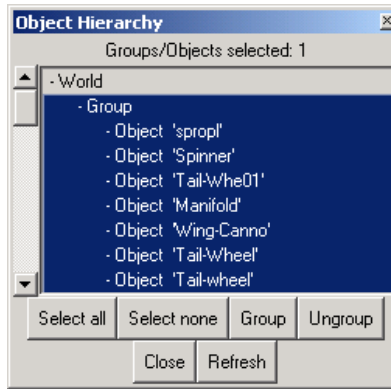 Object Hierarchy
Groups/Objects selected: 1
- World
- Group
- Object 'spropl'
- Object 'Spinner'
- Object 'Tail-Whe01'
- Object 'Manifold'
- Object 'Wing-Canno'
- Object 'Tail-Wheel'
- Object 'Tail-wheel'
Select all Select none Group Ungroup
Close Refresh